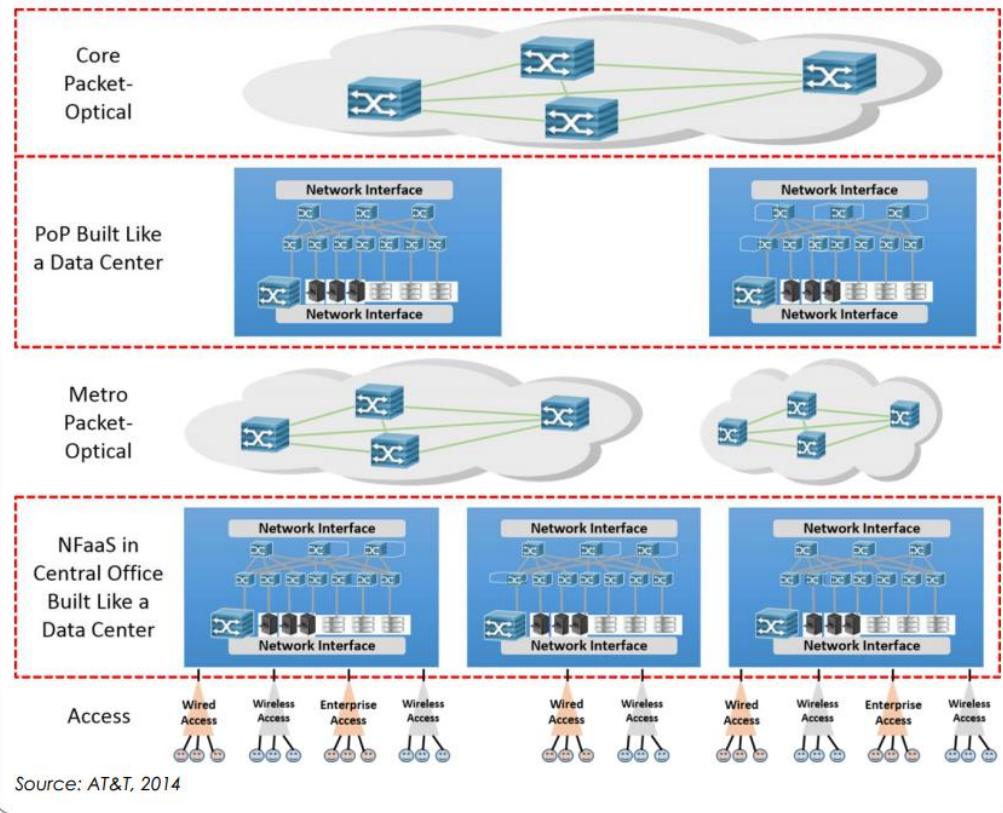 Core
Packet-
Optical
Network Interface
Network Interface
PoP Built Like
a Data Center
Network Interface
Network Interface
Metro
Packet-
Optical
Network Interface
Network Interface
Network Interface
NFaaS in
Central Office
Built Like a
Data Center
Network Interface
Network Interface
Network Interface
Access
Wired
Access
Wireless
Access
Enterprise
Access
Wireless
Access
Wired
Access
Wireless
Access
Wired
Access
Wireless
Access
Enterprise
Access
Wireless
Access
Source: AT&T, 2014